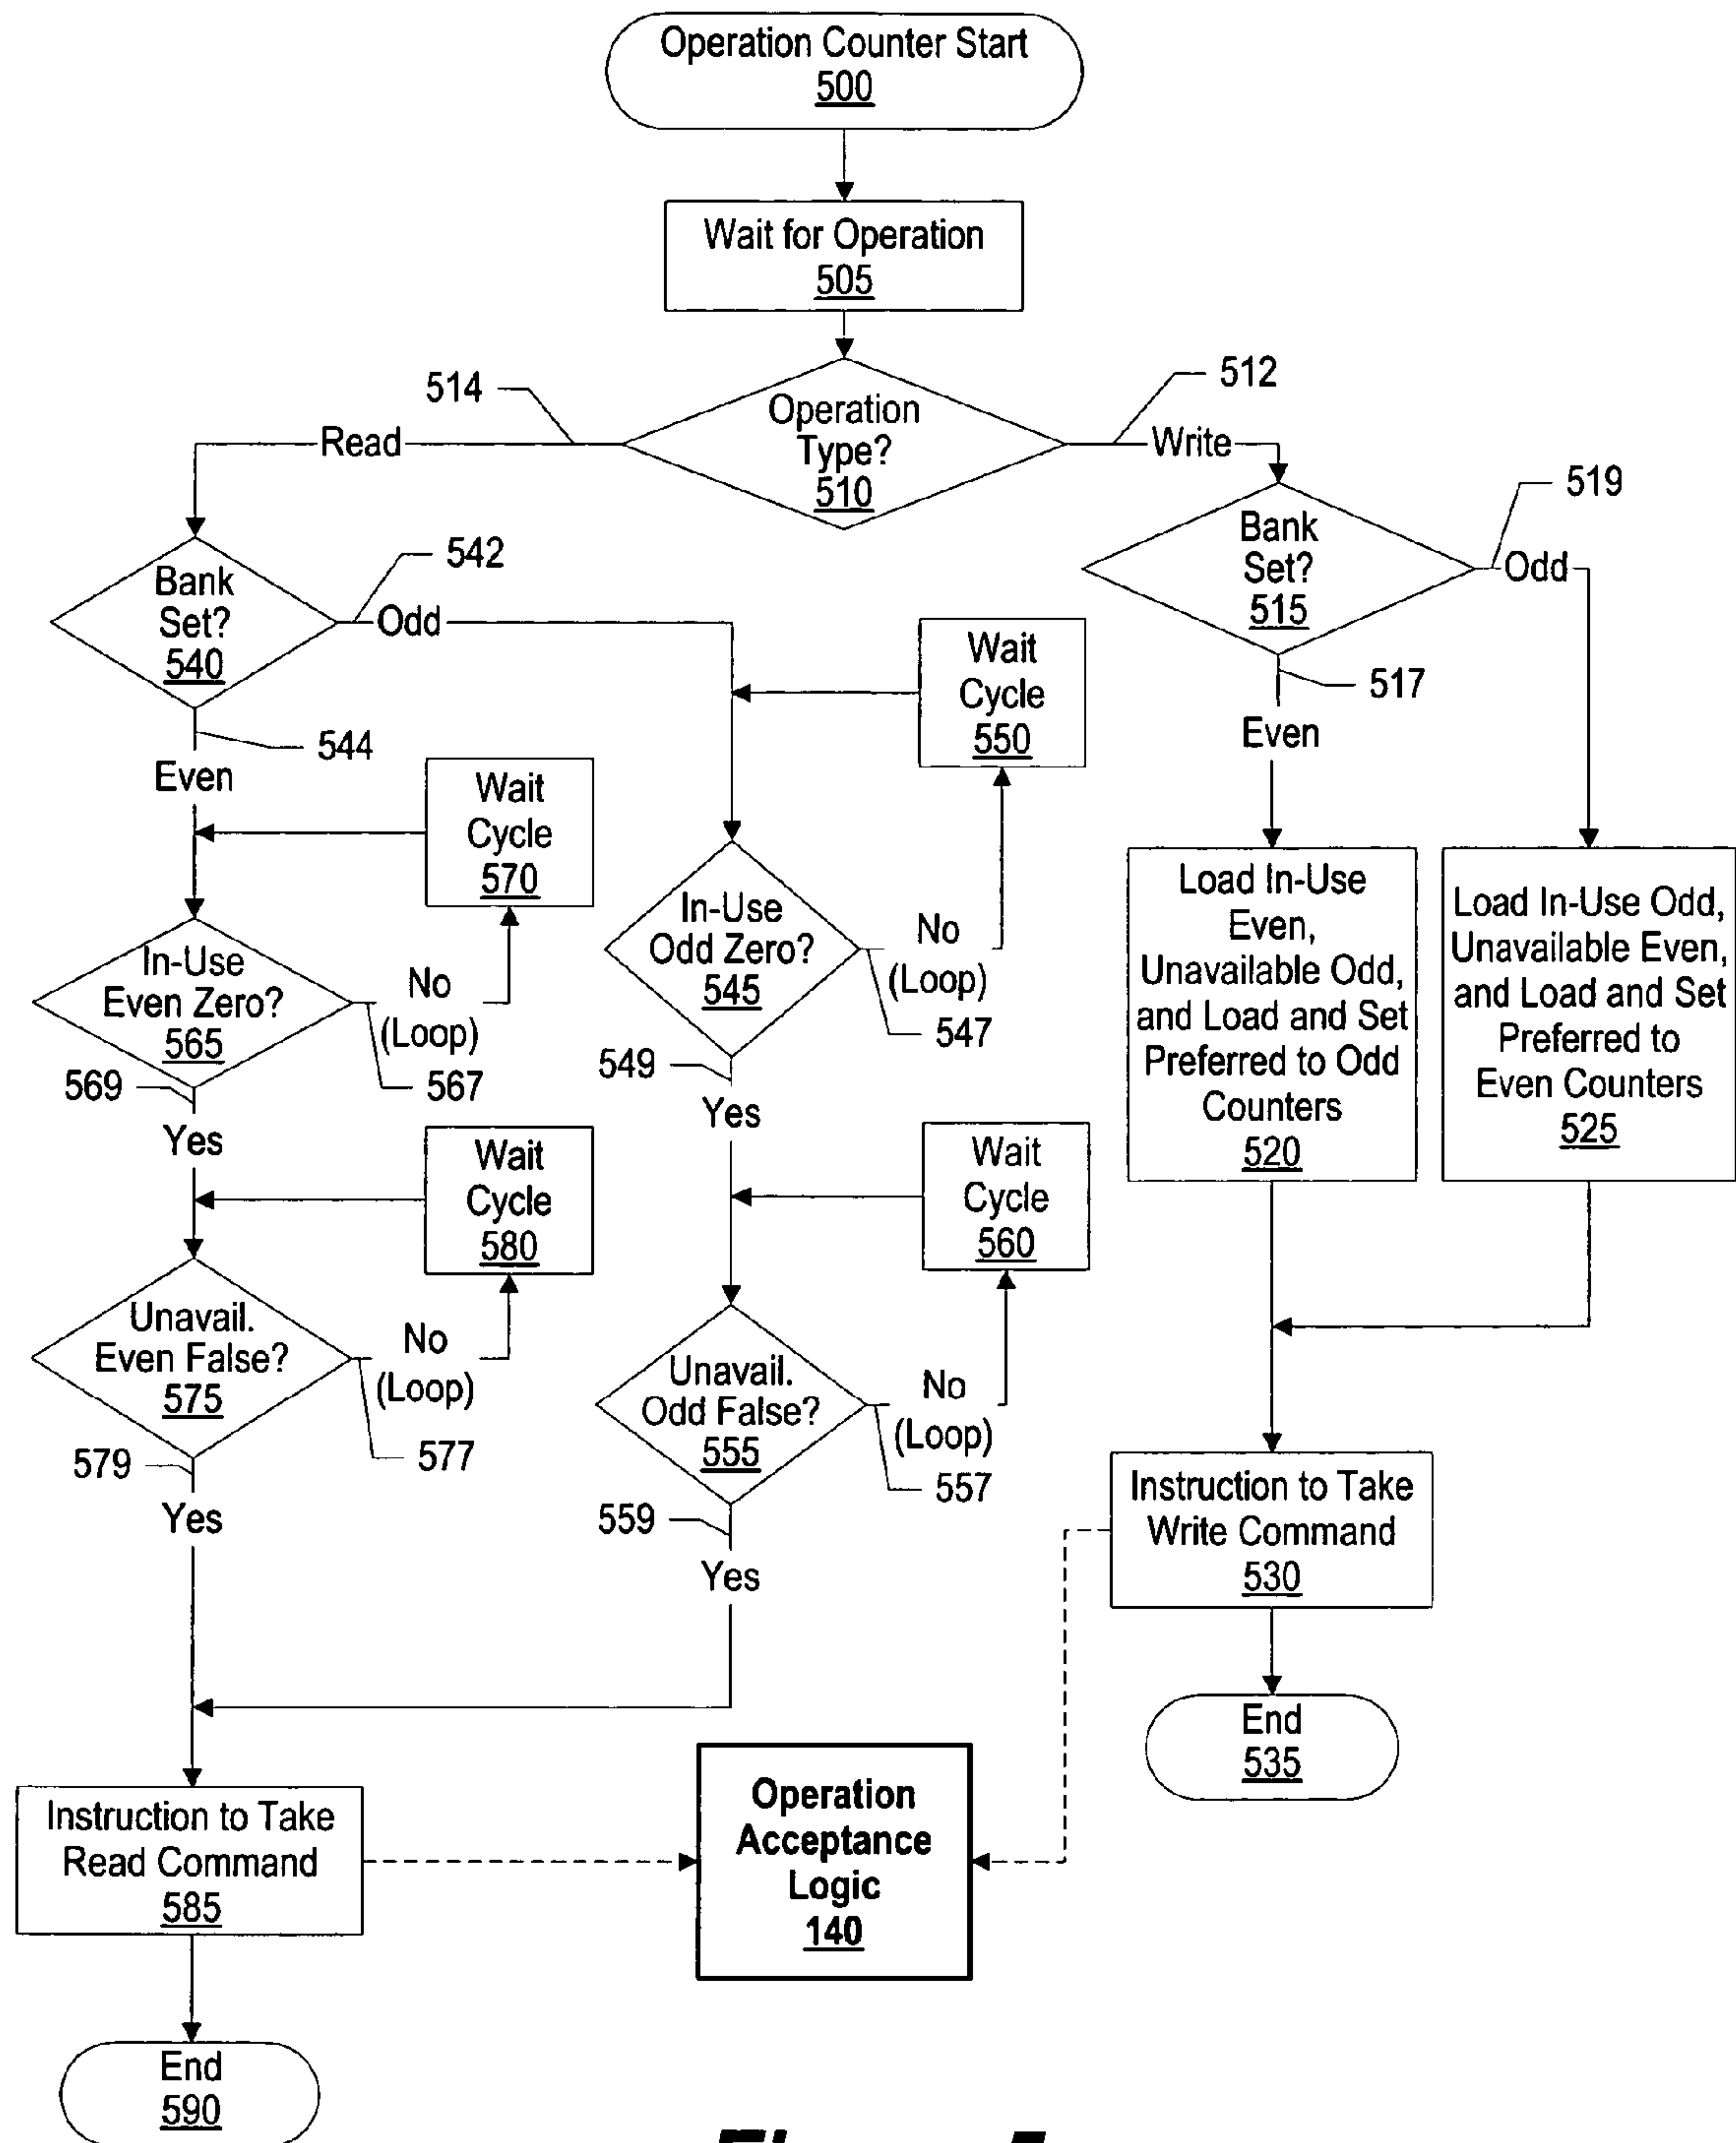 Operation Counter Start
500
Wait for Operation
505
514
512
Operation
Type?
510
Read
Write
519
Bank
Set?
515
Odd
517
Even
542
Bank
Set?
540
Odd
544
Even
Wait
Cycle
550
Wait
Cycle
570
In-Use
Odd Zero?
545
No
(Loop)
547
549
Yes
In-Use
Even Zero?
565
No
(Loop)
567
569
Yes
Load In-Use
Even,
Unavailable Odd,
and Load and Set
Preferred to Odd
Counters
520
Load In-Use Odd,
Unavailable Even,
and Load and Set
Preferred to
Even Counters
525
Wait
Cycle
580
Wait
Cycle
560
Unavail.
Even False?
575
No
(Loop)
577
579
Yes
Unavail.
Odd False?
555
No
(Loop)
557
559
Yes
Instruction to Take
Write Command
530
End
535
Instruction to Take
Read Command
585
Operation
Acceptance
Logic
140
End
590